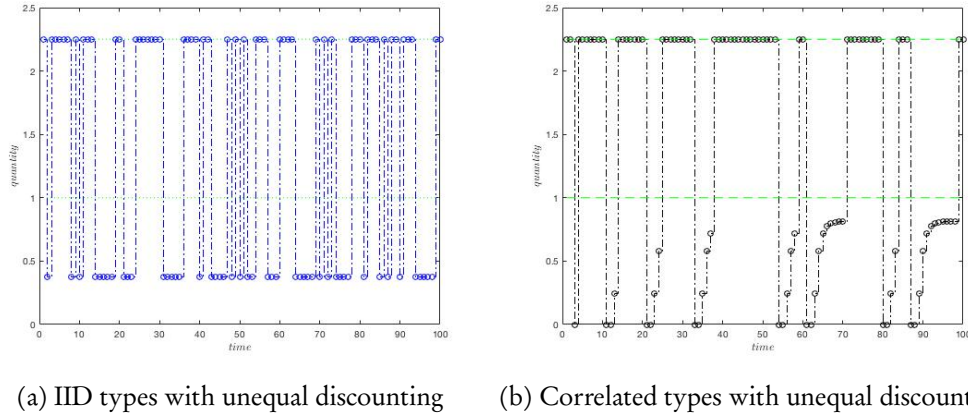 2.5
2
1.5
1
0.5
0
quantity
0 10 20 30 40 50 60 70 80 90 100
time
2.5
2
1.5
1
0.5
0
quantity
0 10 20 30 40 50 60 70 80 90 100
time
(a) IID types with unequal discounting
(b) Correlated types with unequal discoun